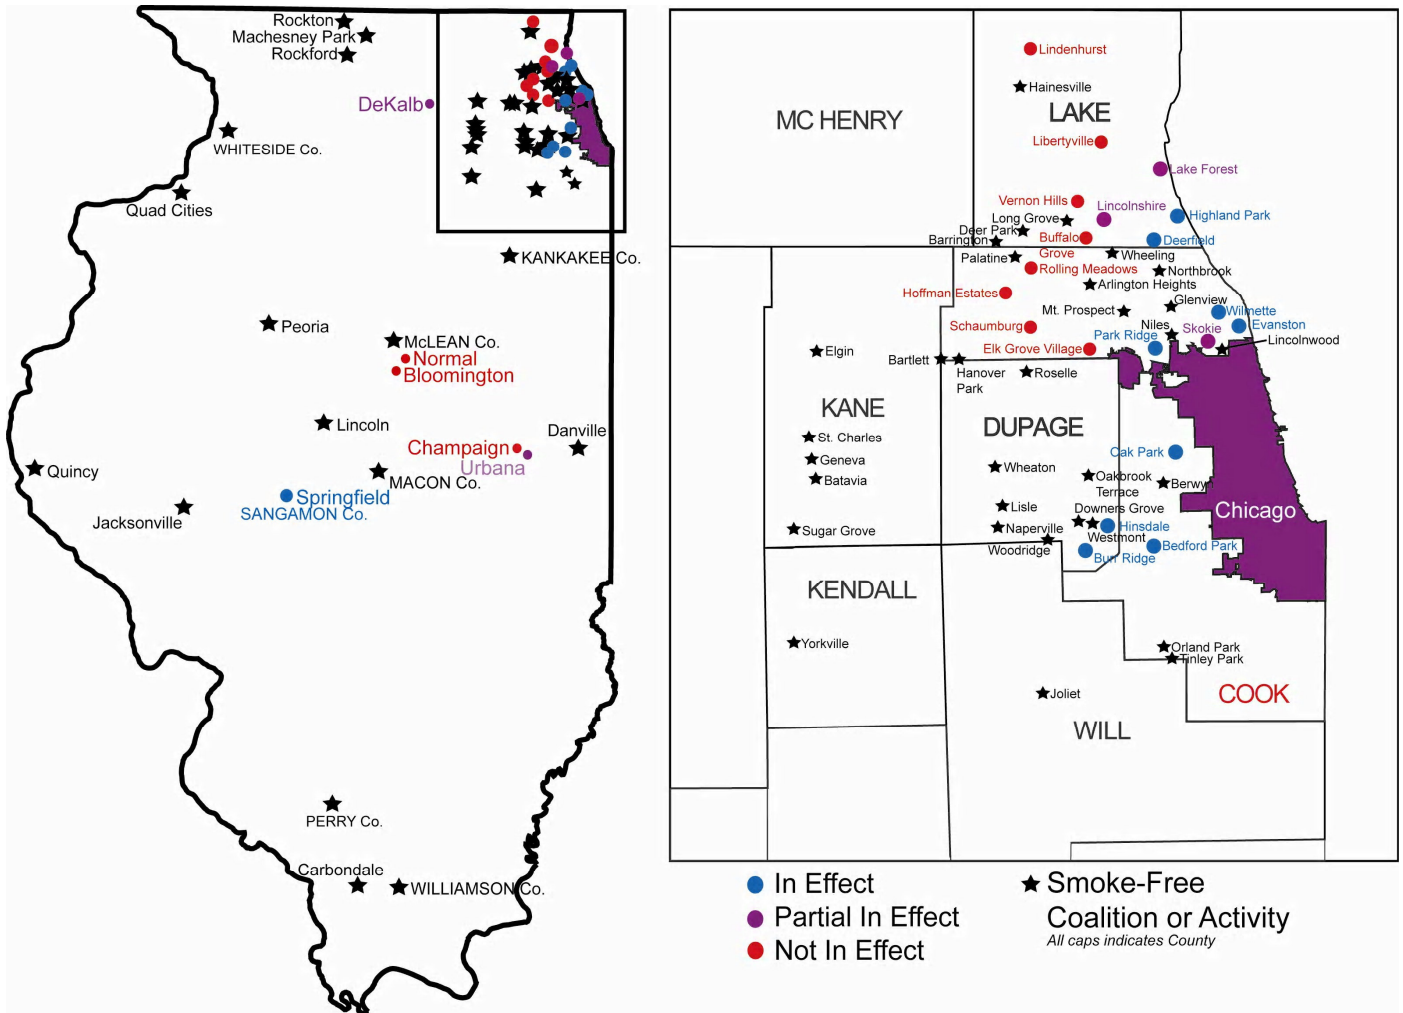 Rockton
Machesney Park
Rockford
DeKalb
WHITESIDE Co.
Quad Cities
KANKAKEE Co.
Peoria
McLEAN Co.
Normal
Bloomington
Lincoln
Champaign
Urbana
Danville
Quincy
MACON Co.
Springfield
SANGAMON Co.
Jacksonville
PERRY Co.
Carbondale
WILLIAMSON Co.
Lindenhurst
Hainesville
LAKE
MC HENRY
Libertyville
Lake Forest
Vernon Hills
Lincolnshire
Long Grove
Highland Park
Deer Park
Barrington
Buffalo
Grove
Deerfield
Palatine
Wheeling
Rolling Meadows
Northbrook
Arlington Heights
Hoffman Estates
Glenview
Mt. Prospect
Wilmette
Schaumburg
Niles
Evanston
Park Ridge
Skokie
Lincolnwood
Elk Grove Village
Elgin
Bartlett
Hanover
Park
Roselle
KANE
DUPAGE
St. Charles
Geneva
Batavia
Oak Park
Wheaton
Oakbrook
Terrace
Berwyn
Lisle
Downers Grove
Chicago
Sugar Grove
Naperville
Hinsdale
Westmont
Woodridge
Burr Ridge
Bedford Park
KENDALL
Yorkville
Orland Park
Tinley Park
Joliet
COOK
WILL
In Effect
Partial In Effect
Not In Effect
Smoke-Free
Coalition or Activity
All caps indicates County